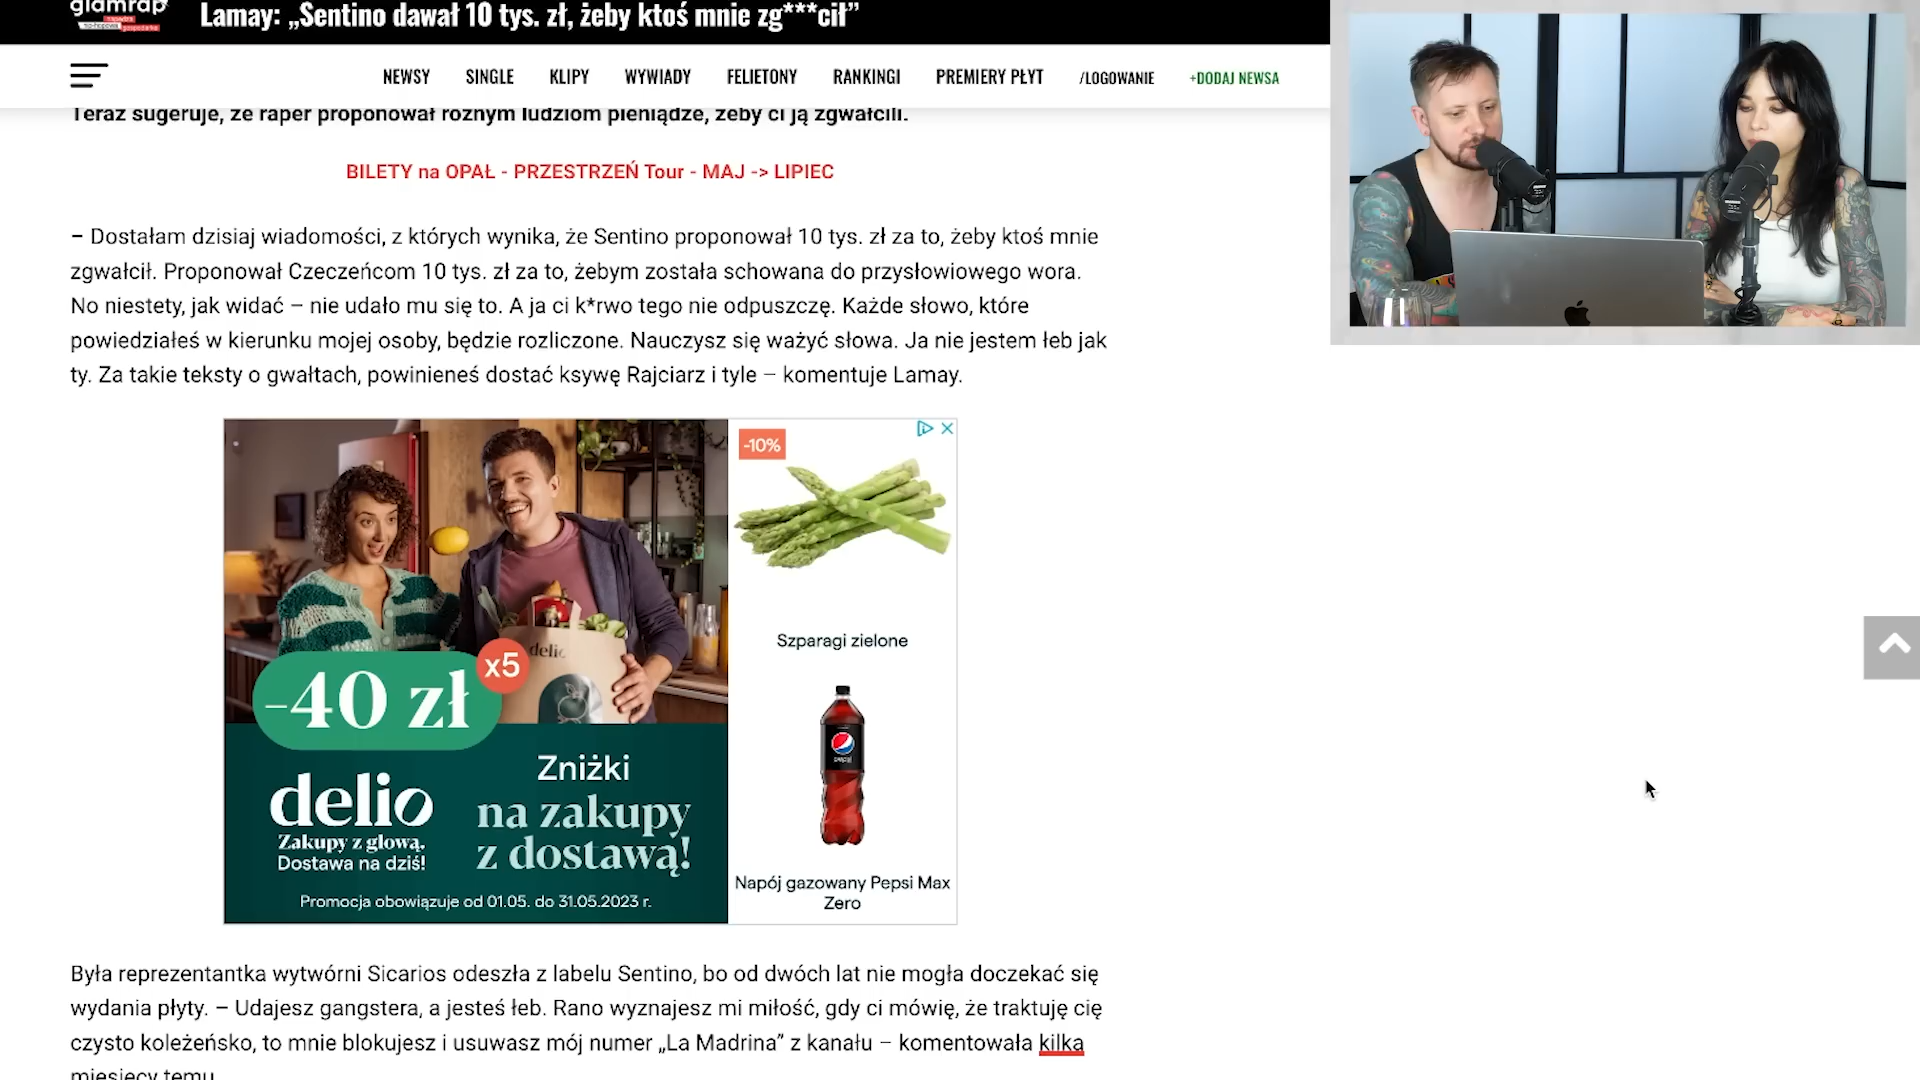 glamrap
Lamay: „Sentino dawał 10 tys. zł, żeby ktoś mnie zg***cił”
NEWSY SINGLE KLIPY WYWIADY FELIETONY RANKINGI PREMIERY PŁYT /LOGOWANIE +DODAJ NEWSA
Teraz sugeruje, że raper proponował różnym ludziom pieniądze, żeby ci ją zgwałcili.
BILETY na OPAŁ - PRZESTRZEŃ Tour - MAJ -> LIPIEC
– Dostałam dzisiaj wiadomości, z których wynika, że Sentino proponował 10 tys. zł za to, żeby ktoś mnie
zgwałcił. Proponował Czeczeńcom 10 tys. zł za to, żebym została schowana do przysłowiowego wora.
No niestety, jak widać – nie udało mu się to. A ja ci k*rwo tego nie odpuszczę. Każde słowo, które
powiedziałeś w kierunku mojej osoby, będzie rozliczone. Nauczysz się ważyć słowa. Ja nie jestem łeb jak
ty. Za takie teksty o gwałtach, powinieneś dostać ksywę Rajciarz i tyle – komentuje Lamay.
-10%
Szparagi zielone
delio
x5
-40 zł
delio
Zakupy z głową.
Dostawa na dziś!
Zniżki
na zakupy
z dostawą!
Promocja obowiązuje od 01.05. do 31.05.2023 r.
pepsi
Napój gazowany Pepsi Max
Zero
Była reprezentantka wytwórni Sicarios odeszła z labelu Sentino, bo od dwóch lat nie mogła doczekać się
wydania płyty. – Udajesz gangstera, a jesteś łeb. Rano wyznajesz mi miłość, gdy ci mówię, że traktuję cię
czysto koleżeńsko, to mnie blokujesz i usuwasz mój numer „La Madrina” z kanału – komentowała kilka
miesięcy temu.